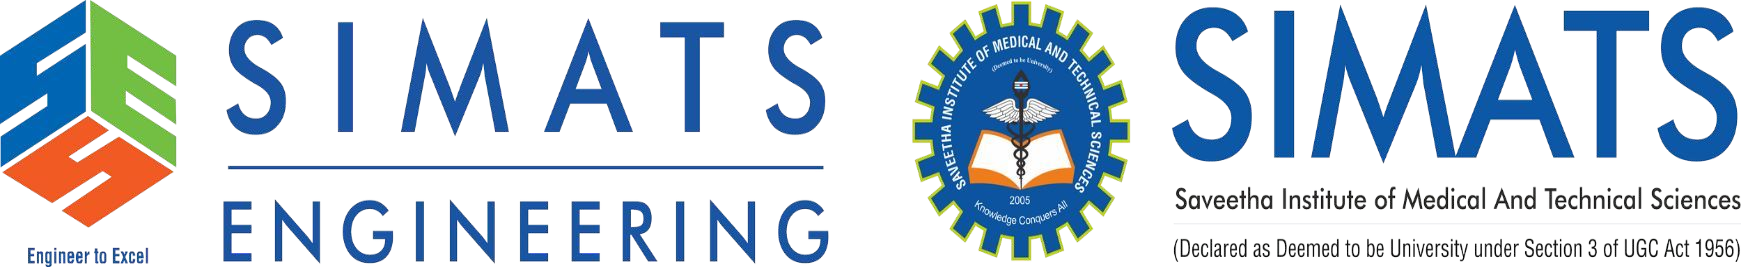 SES
Engineer to Excel
SIMATS
ENGINEERING
SAVEETHA INSTITUTE OF MEDICAL AND TECHNICAL SCIENCES
(Deemed to be University)
2005
Knowledge Conquers All
SIMATS
Saveetha Institute of Medical And Technical Sciences
(Declared as Deemed to be University under Section 3 of UGC Act 1956)